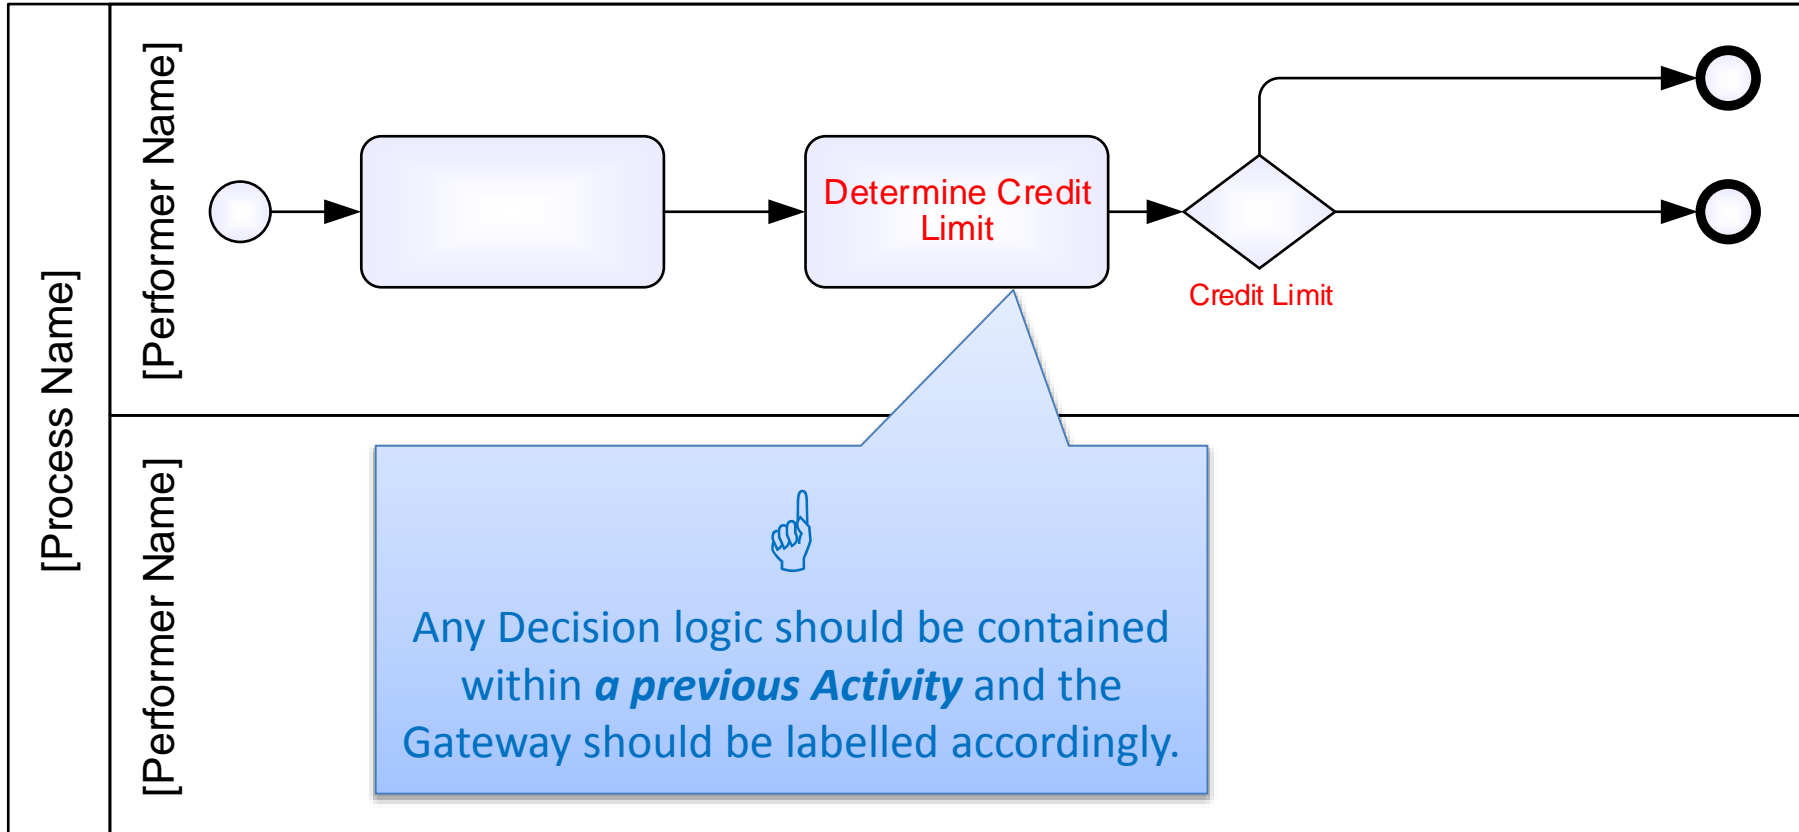 [Process Name]
[Performer Name]
Determine Credit
Limit
Credit Limit
[Performer Name]
Any Decision logic should be contained
within a previous Activity and the
Gateway should be labelled accordingly.